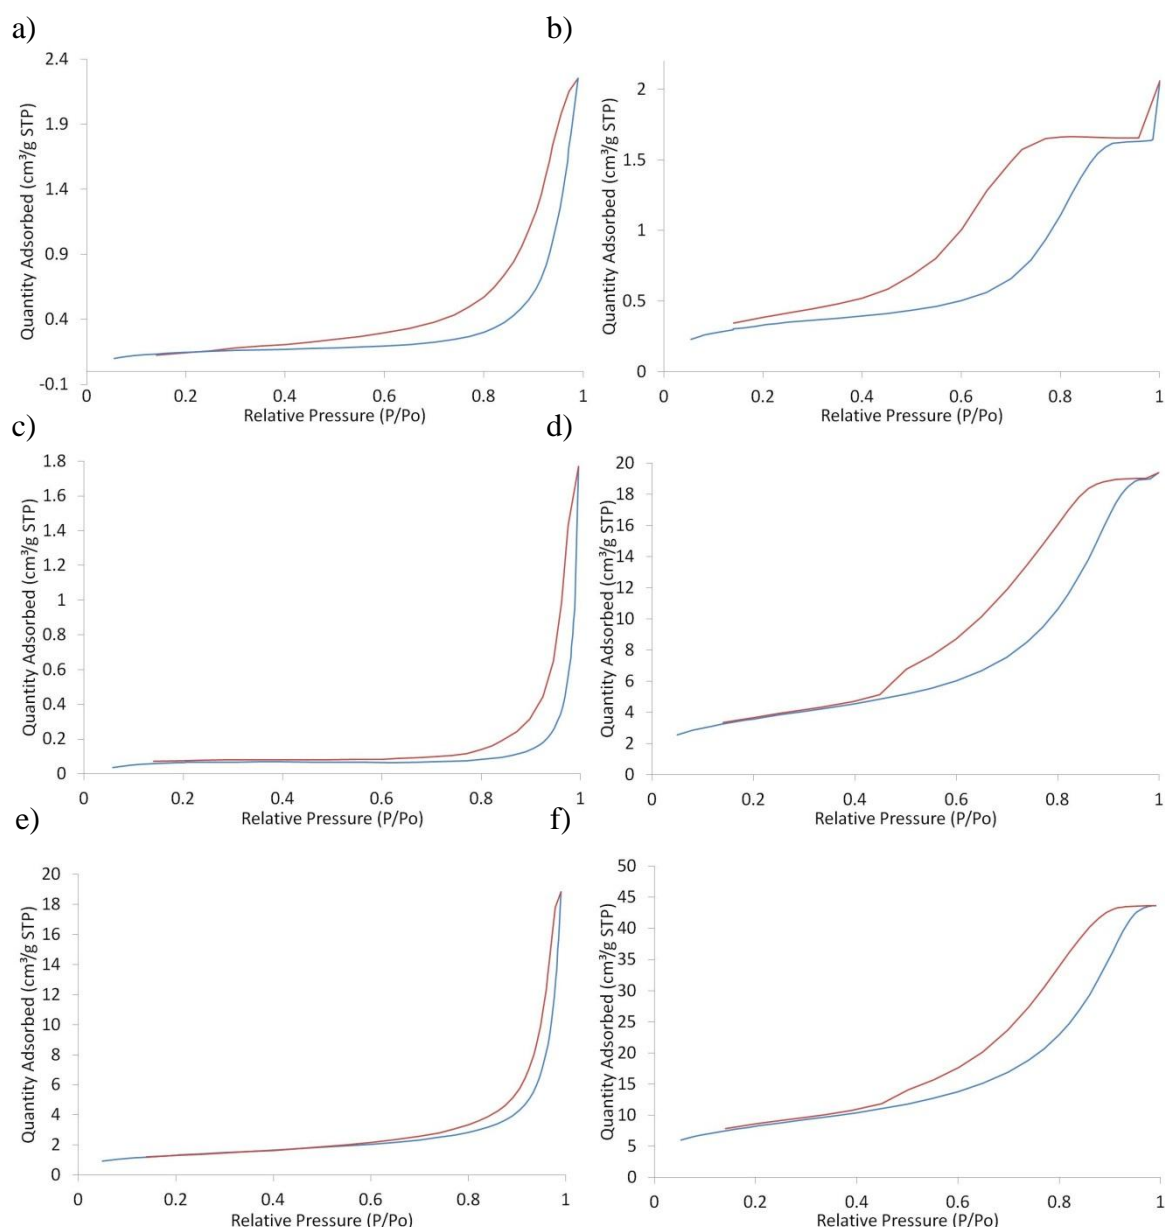 a)
2.4
1.9
1.4
0.9
0.4
-0.1
0 0.2 0.4 0.6 0.8 1
Quantity Adsorbed (cm³/g STP)
Relative Pressure (P/Po)
b)
2
1.5
1
0.5
0
0 0.2 0.4 0.6 0.8 1
Quantity Adsorbed (cm³/g STP)
Relative Pressure (P/Po)
c)
1.8
1.6
1.4
1.2
1
0.8
0.6
0.4
0.2
0
0 0.2 0.4 0.6 0.8 1
Quantity Adsorbed (cm³/g STP)
Relative Pressure (P/Po)
d)
20
18
16
14
12
10
8
6
4
2
0
0 0.2 0.4 0.6 0.8 1
Quantity Adsorbed (cm³/g STP)
Relative Pressure (P/Po)
e)
20
18
16
14
12
10
8
6
4
2
0
0 0.2 0.4 0.6 0.8 1
Quantity Adsorbed (cm³/g STP)
Relative Pressure (P/Po)
f)
50
45
40
35
30
25
20
15
10
5
0
0 0.2 0.4 0.6 0.8 1
Quantity Adsorbed (cm³/g STP)
Relative Pressure (P/Po)